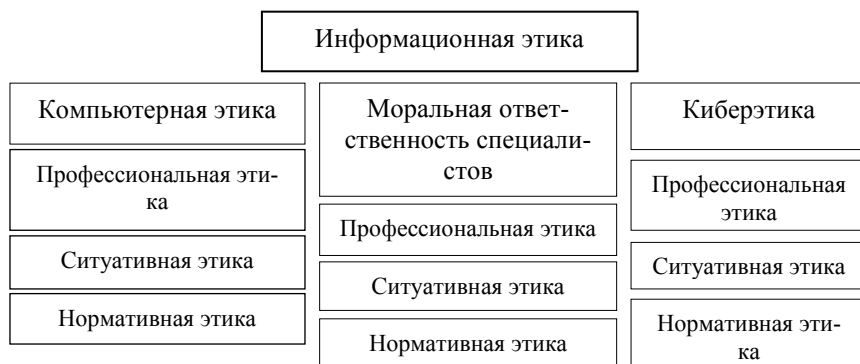 Информационная этика
Компьютерная этика
Профессиональная эти-
ка
Ситуативная этика
Нормативная этика
Моральная ответ-
ственность специали-
стов
Профессиональная этика
Ситуативная этика
Нормативная этика
Киберэтика
Профессиональная
этика
Ситуативная этика
Нормативная эти-
ка